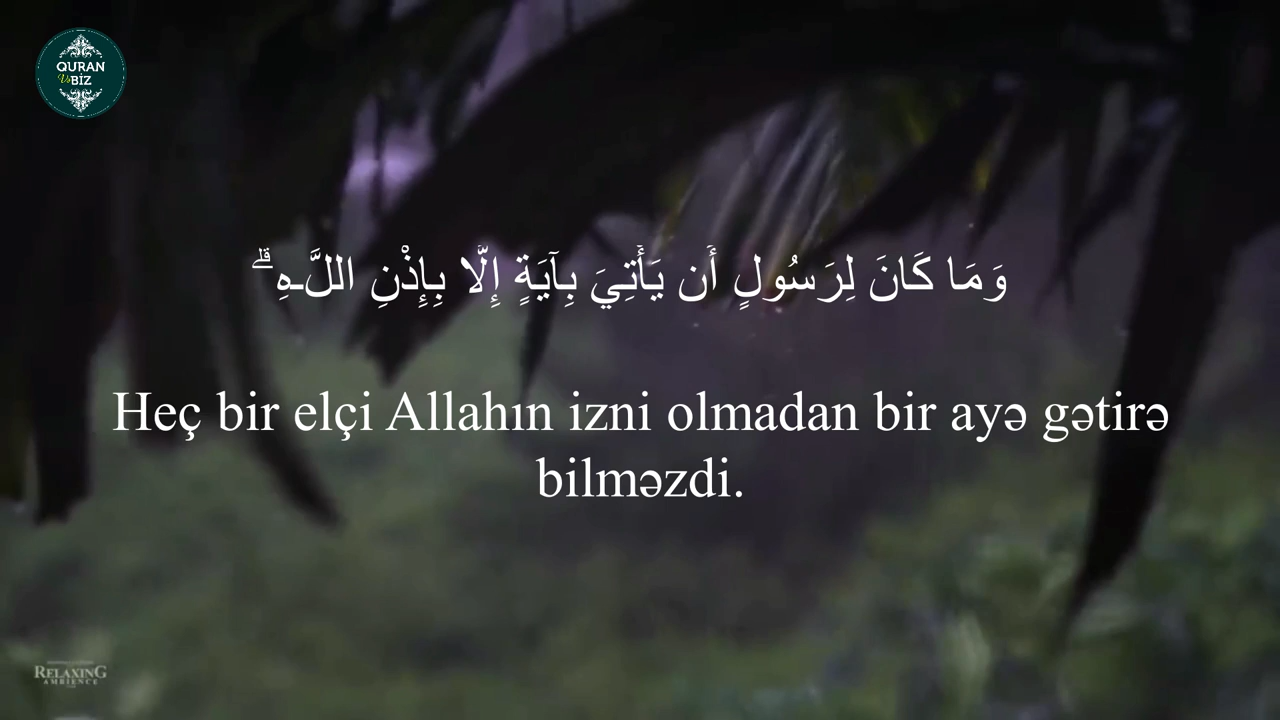 QURAN
Və BİZ
وَمَا كَانَ لِرَسُولٍ أَن يَأْتِيَ بِآيَةٍ إِلَّا بِإِذْنِ اللَّـهِ ۗ
Heç bir elçi Allahın izni olmadan bir ayə gətirə
bilməzdi.
RELAXING
AMBIENCE